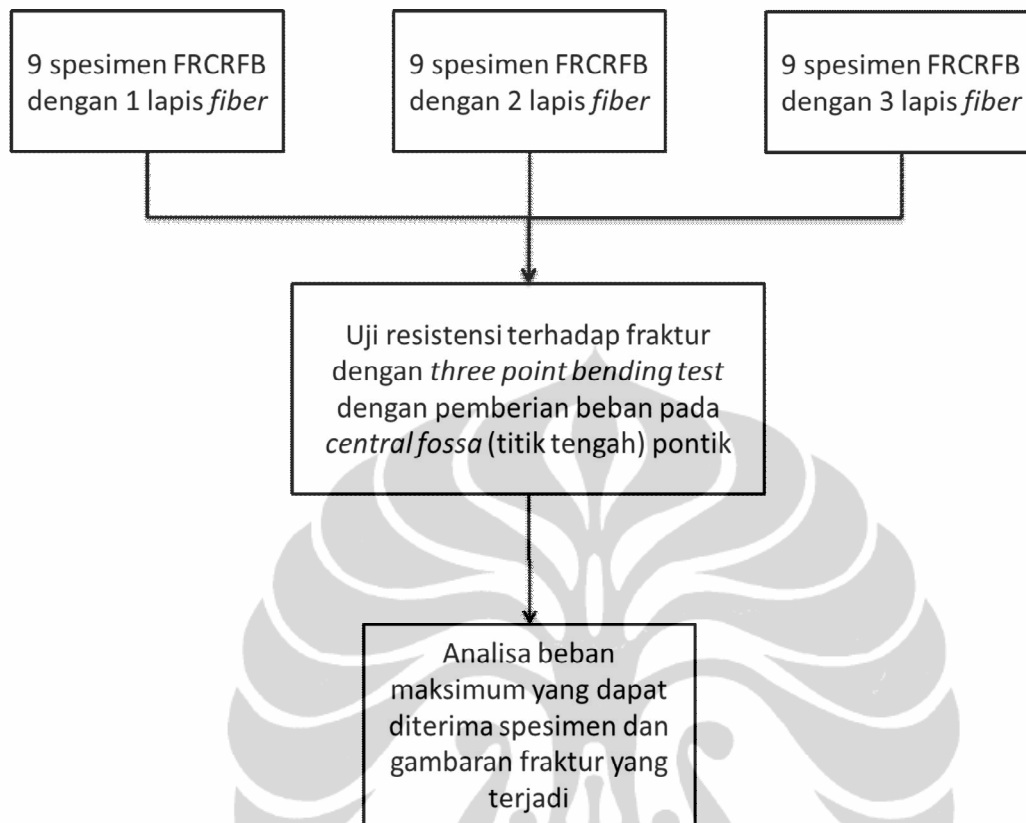 9 spesimen FRCRFB
dengan 1 lapis fiber
9 spesimen FRCRFB
dengan 2 lapis fiber
9 spesimen FRCRFB
dengan 3 lapis fiber
Uji resistensi terhadap fraktur
dengan three point bending test
dengan pemberian beban pada
central fossa (titik tengah) pontik
Analisa beban
maksimum yang dapat
diterima spesimen dan
gambaran fraktur yang
terjadi